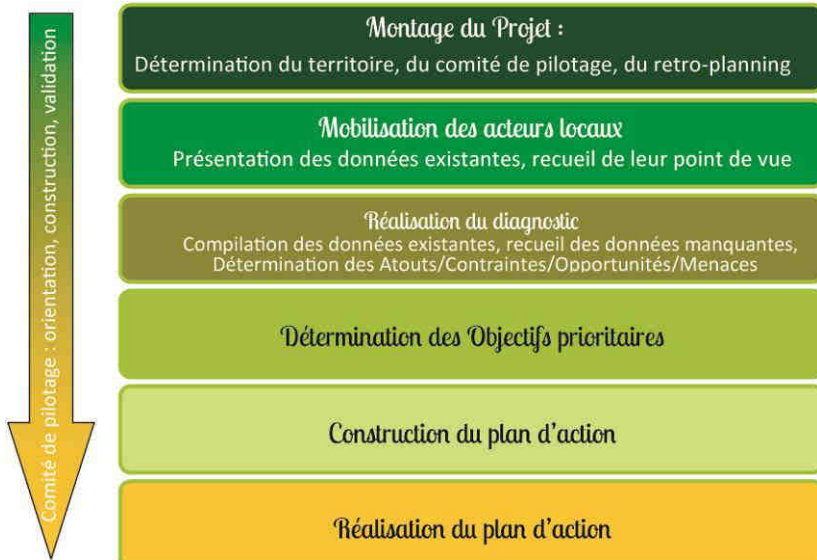 Comité de pilotage : orientation, construction, validation
Montage du Projet :
Détermination du territoire, du comité de pilotage, du retro-planning
Mobilisation des acteurs locaux
Présentation des données existantes, recueil de leur point de vue
Réalisation du diagnostic
Compilation des données existantes, recueil des données manquantes,
Détermination des Atouts/Contraintes/Opportunités/Menaces
Détermination des Objectifs prioritaires
Construction du plan d'action
Réalisation du plan d'action